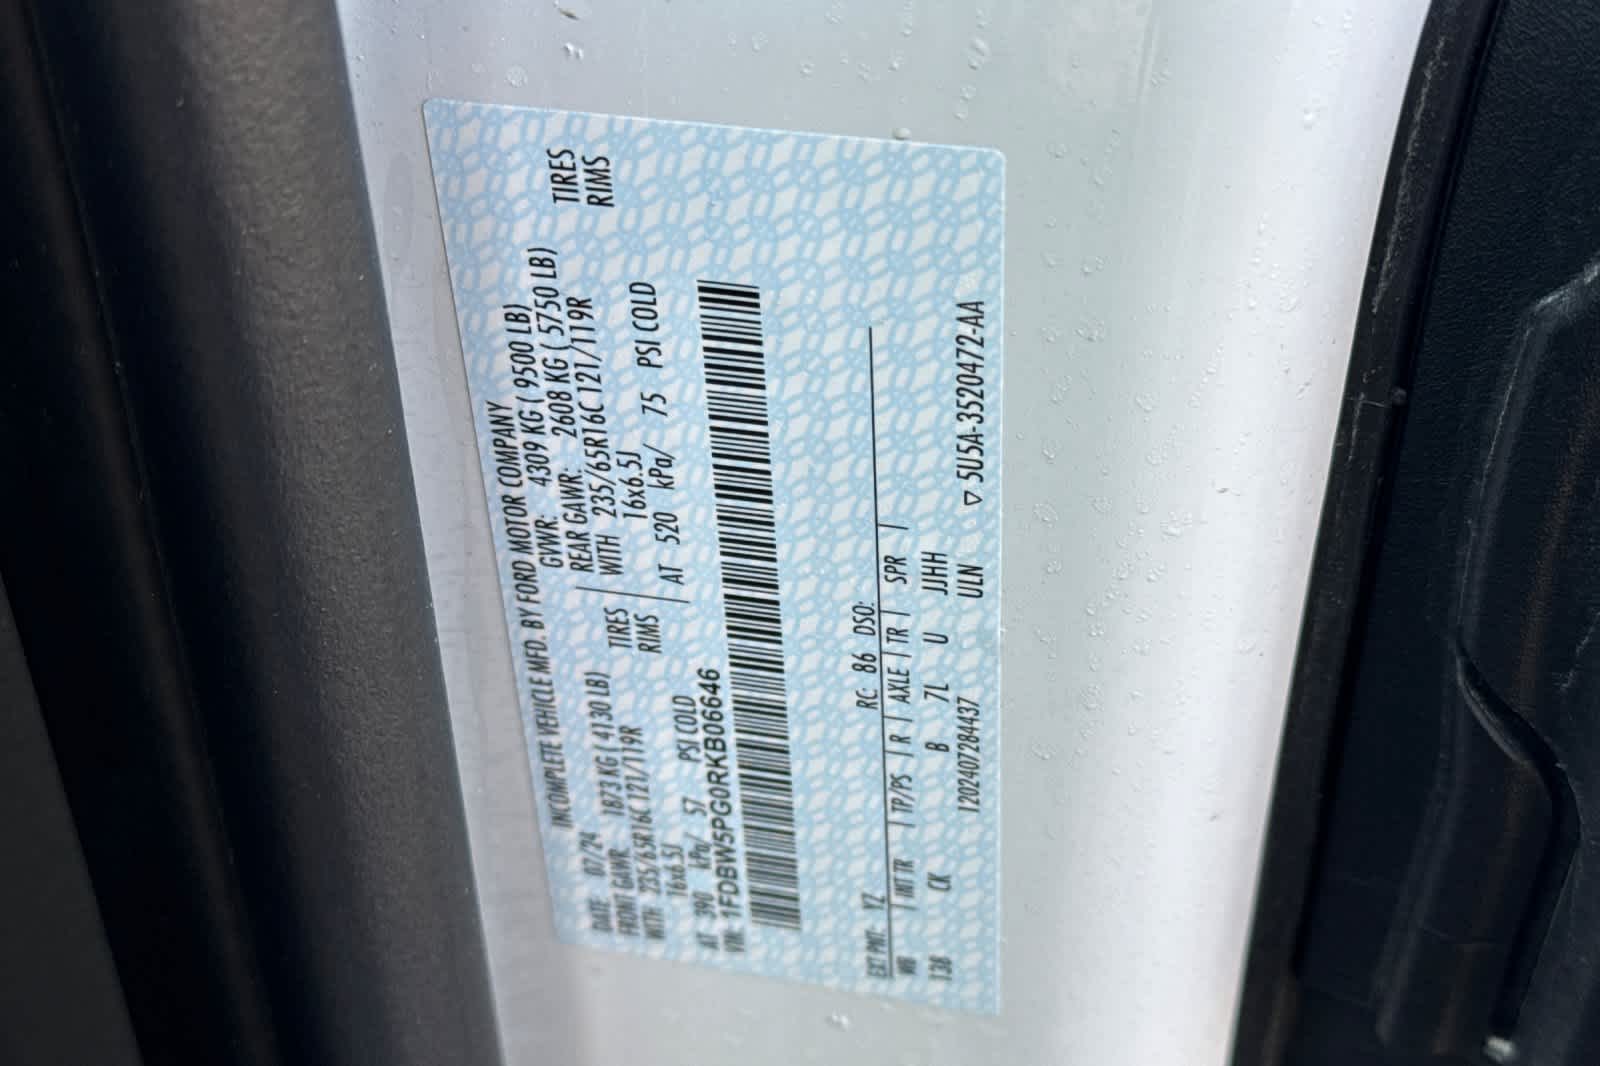 INCOMPLETE VEHICLE MFD. BY FORD MOTOR COMPANY
DATE: 07/24 GVWR: 4309 KG ( 9500 LB)
FRONT GAWR: 1873 KG ( 4130 LB) REAR GAWR: 2608 KG ( 5750 LB)
WITH 235/65R16C 121/119R TIRES WITH 235/65R16C 121/119R TIRES
16x6.5J RIMS 16x6.5J RIMS
AT 390 kPa/ 57 PSI COLD AT 520 kPa/ 75 PSI COLD
VIN: 1FDBW5PG0RKB06646
EXT PNT: YZ RC: 86 DSO:
WB | INT TR | TP/PS | R | AXLE | TR | SPR |
138 CK B 7L U JJHH
1202407284437 ULN ▽ 5U5A-3520472-AA